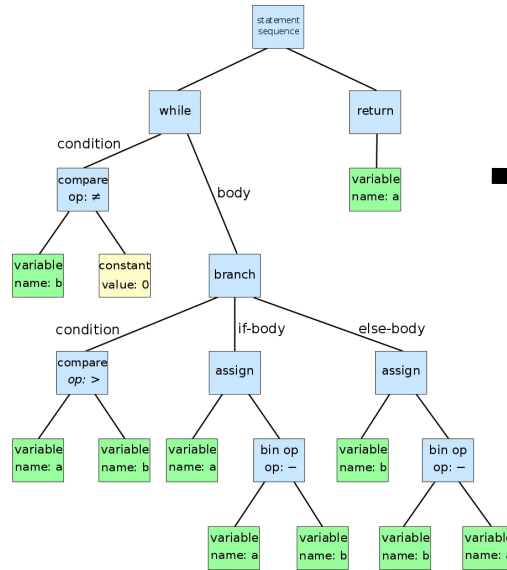 statement
sequence
while
return
condition
compare
op: ≠
body
variable
name: a
variable
name: b
constant
value: 0
branch
condition
if-body
else-body
compare
op: >
assign
assign
variable
name: a
variable
name: b
variable
name: a
bin op
op: −
variable
name: b
bin op
op: −
variable
name: a
variable
name: b
variable
name: b
variable
name: a